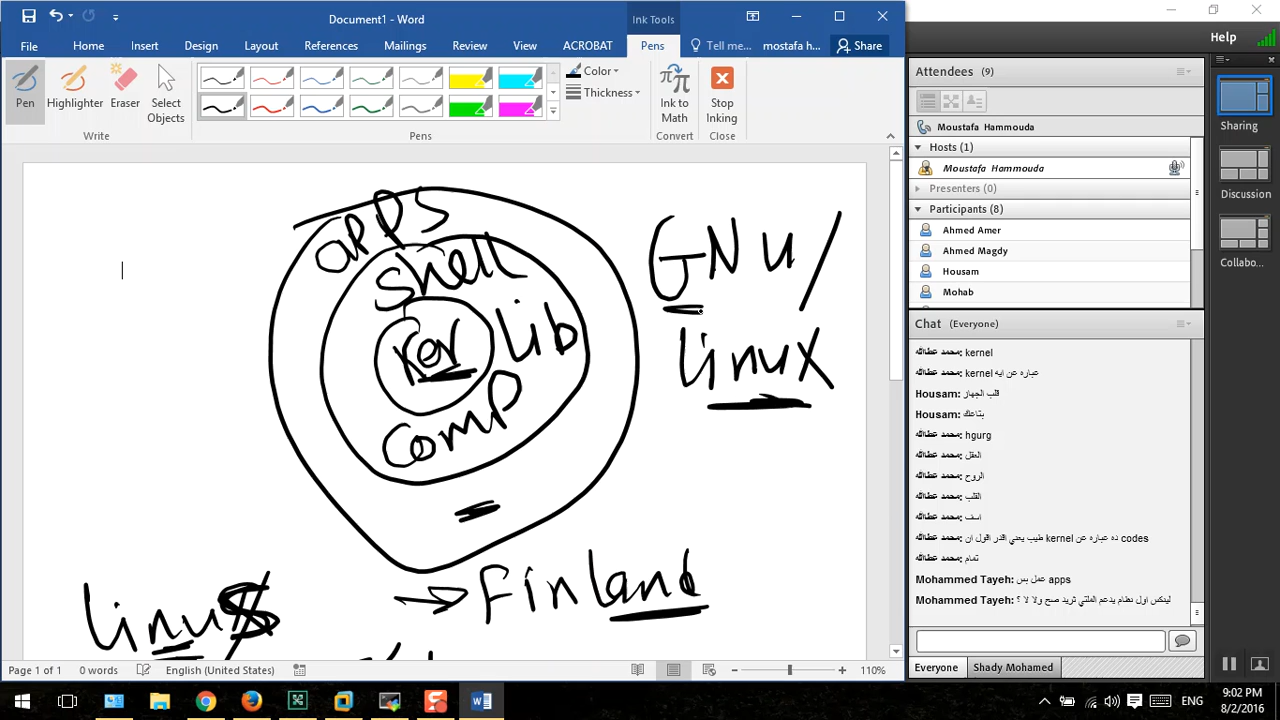 Document1 - Word
Ink Tools
File
Home
Insert
Design
Layout
References
Mailings
Review
View
ACROBAT
Pens
Tell me...
mostafa h...
Share
Pen
Highlighter
Eraser
Select
Objects
Color
Thickness
Ink to
Math
Stop
Inking
Write
Pens
Convert
Close
apps
shell
ker
lib
comp
GNU/
linux
Finland
linus
Page 1 of 1
0 words
English (United States)
110%
Help
Attendees (9)
Moustafa Hammouda
Hosts (1)
Moustafa Hammouda
Presenters (0)
Participants (8)
Ahmed Amer
Ahmed Magdy
Housam
Mohab
Sharing
Discussion
Collabo...
Chat (Everyone)
محمد عطاالله: kernel
محمد عطاالله: kernel عباره عن ايه
Housam: قلب الجهاز
Housam: بتاعك
محمد عطاالله: hgurg
محمد عطاالله: العقل
محمد عطاالله: الروح
محمد عطاالله: القلب
محمد عطاالله: اسف
محمد عطاالله: طيب يعني اقدر اقول ان kernel ده عباره عن codes
محمد عطاالله: تمام
Mohammed Tayeh: عمل بس apps
Mohammed Tayeh: لينكس اول نظام يدعم الملتي ثريد صح ولا لا ؟
Everyone
Shady Mohamed
ENG
9:02 PM
8/2/2016